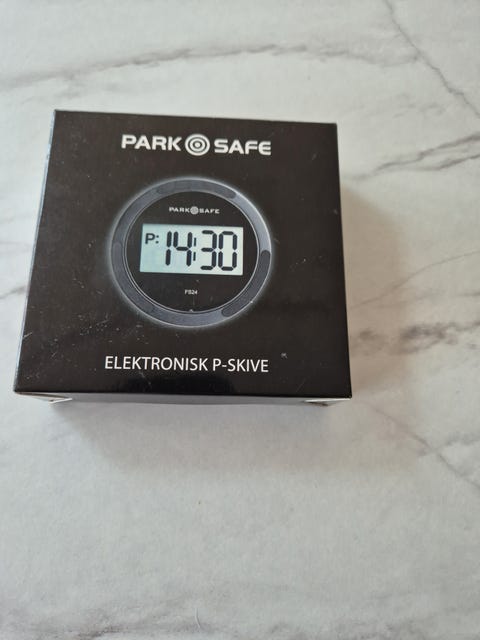 PARK SAFE
PARK SAFE
P: 14:30
PS24
ELEKTRONISK P-SKIVE